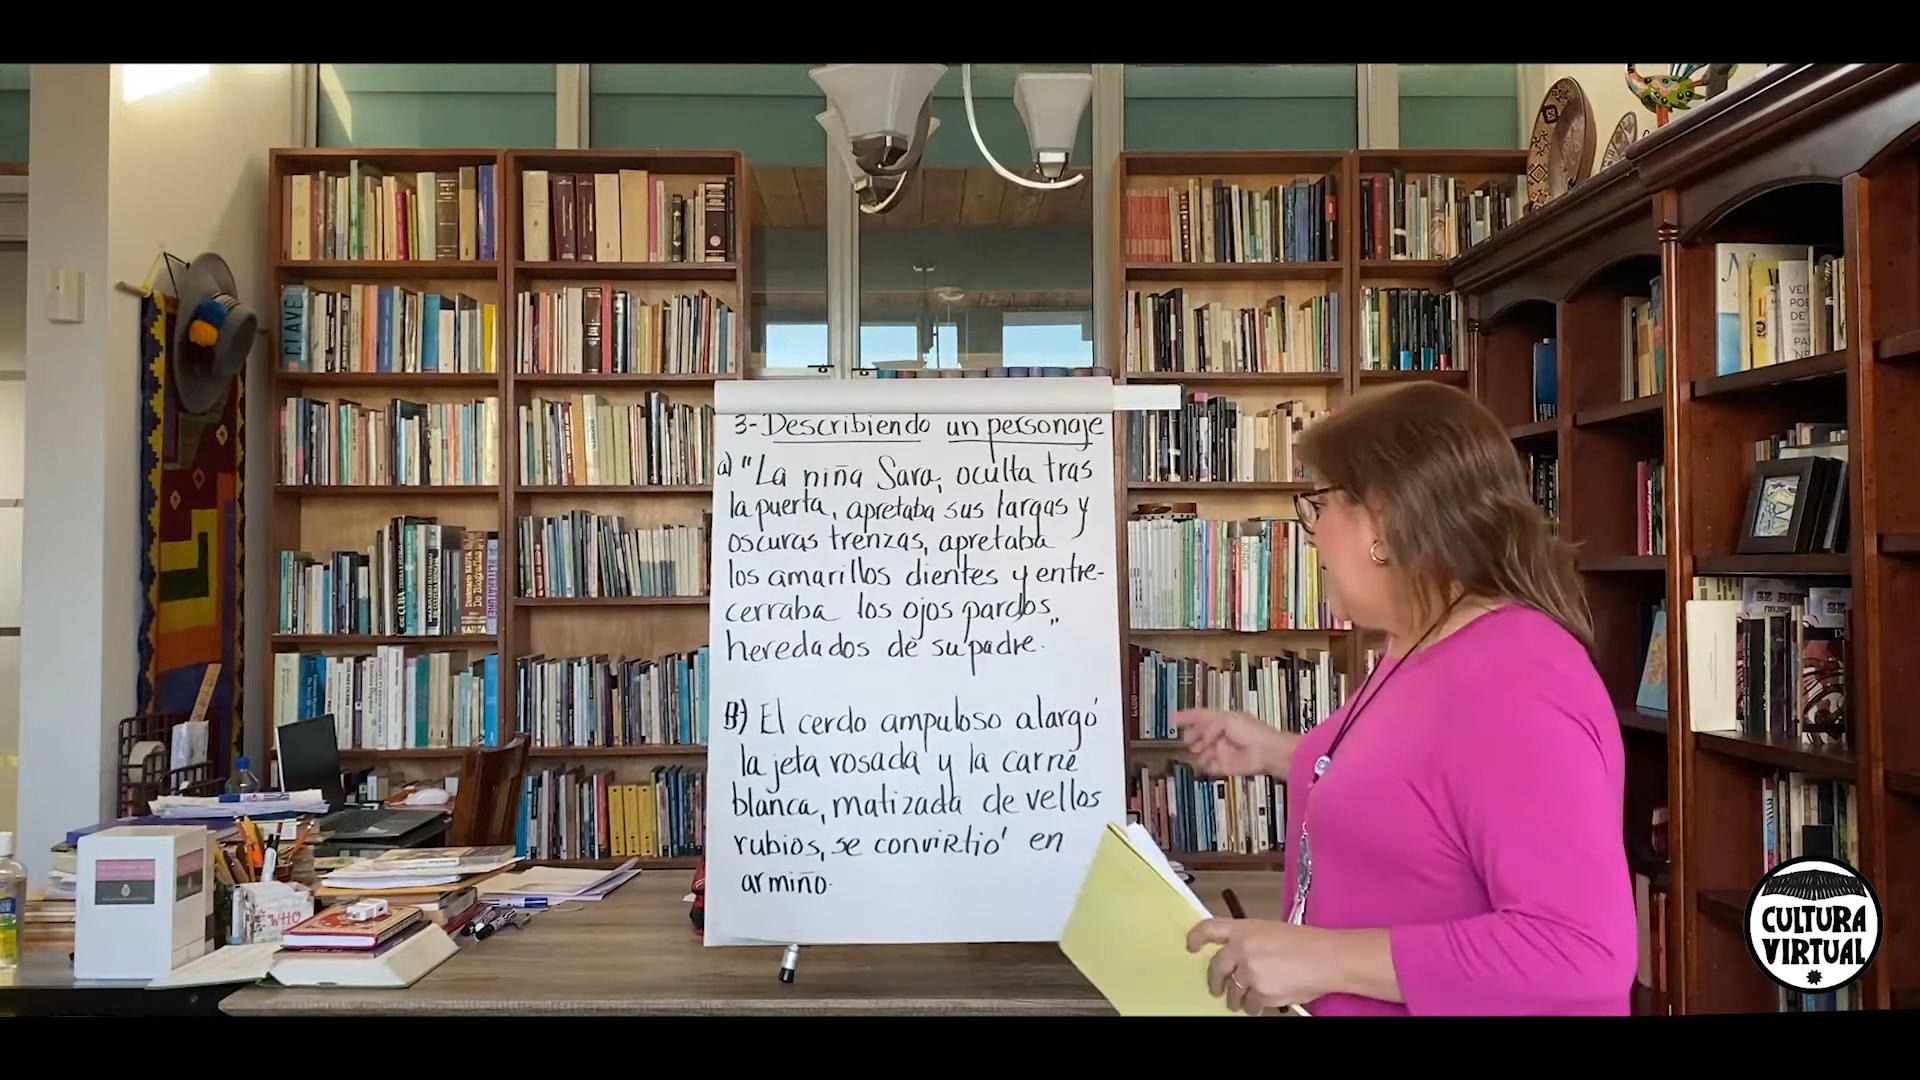 3- Describiendo un personaje
a) "La niña Sara, oculta tras
la puerta, apretaba sus largas y
oscuras trenzas, apretaba
los amarillos dientes y entre-
cerraba los ojos pardos,
heredados de su padre."
B) El cerdo ampuloso alargó
la jeta rosada y la carne
blanca, matizada de vellos
rubios, se convirtió en
armiño.
CLAVE
CULTURA
VIRTUAL